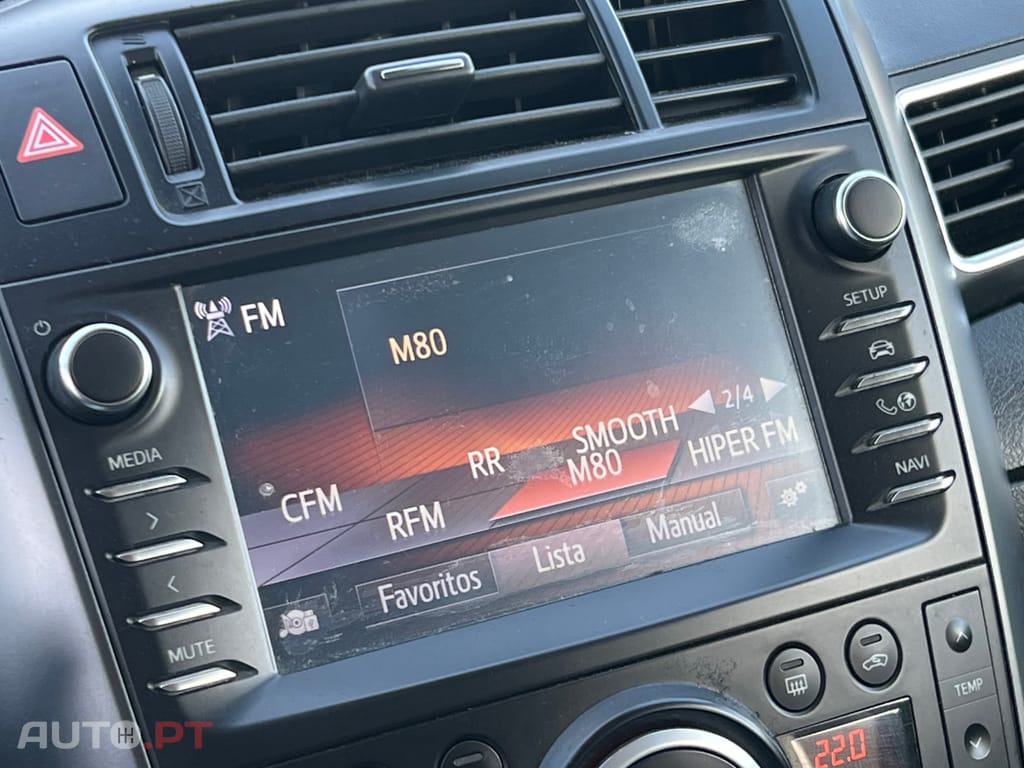 FM
M80
SETUP
MEDIA
2/4
RR
SMOOTH
CFM
RFM
M80
HIPER FM
NAVI
Favoritos
Lista
Manual
MUTE
TEMP
22.0
AUTO.PT